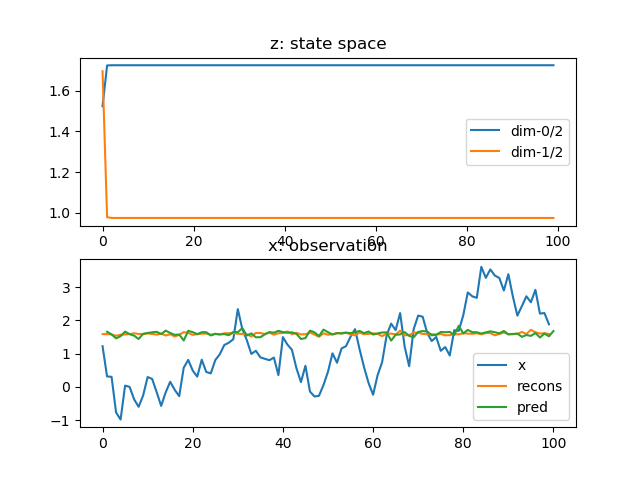 z: state space
1.6
1.4
1.2
1.0
dim-0/2
dim-1/2
0 20 40 60 80 100
x: observation
3
2
1
0
−1
x
recons
pred
0 20 40 60 80 100